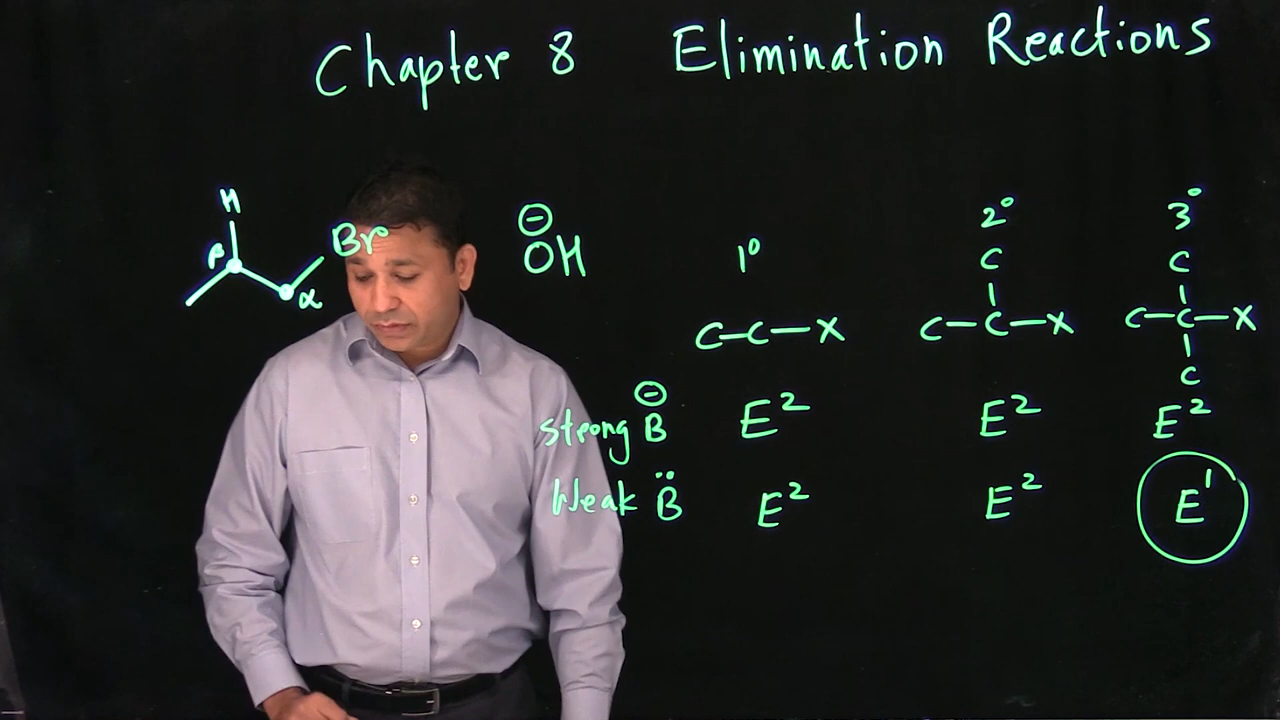 Chapter 8 Elimination Reactions
H
β
Br
α
⊖
OH
1° 2° 3°
C C
C–C–X C–C–X C–C–X
C
strong B⊖ E² E² E²
Weak B̈ E² E² E¹